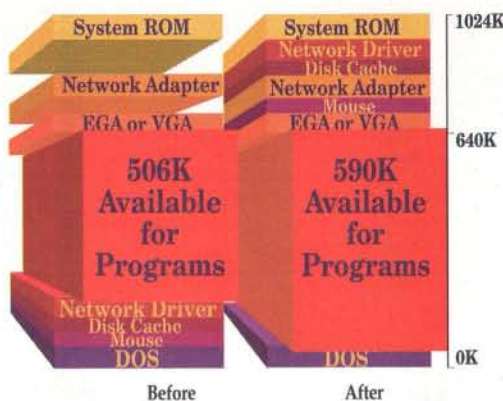 System ROM
Network Adapter
EGA or VGA
506K
Available
for
Programs
Network Driver
Disk Cache
Mouse
DOS
Before
System ROM
Network Driver
Disk Cache
Network Adapter
Mouse
EGA or VGA
590K
Available
for
Programs
DOS
After
1024K
640K
0K